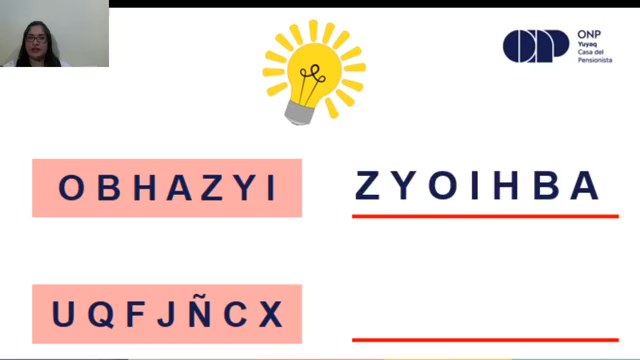 ONP
Yuyaq
Casa del
Pensionista
O B H A Z Y I
Z Y O I H B A
U Q F J Ñ C X